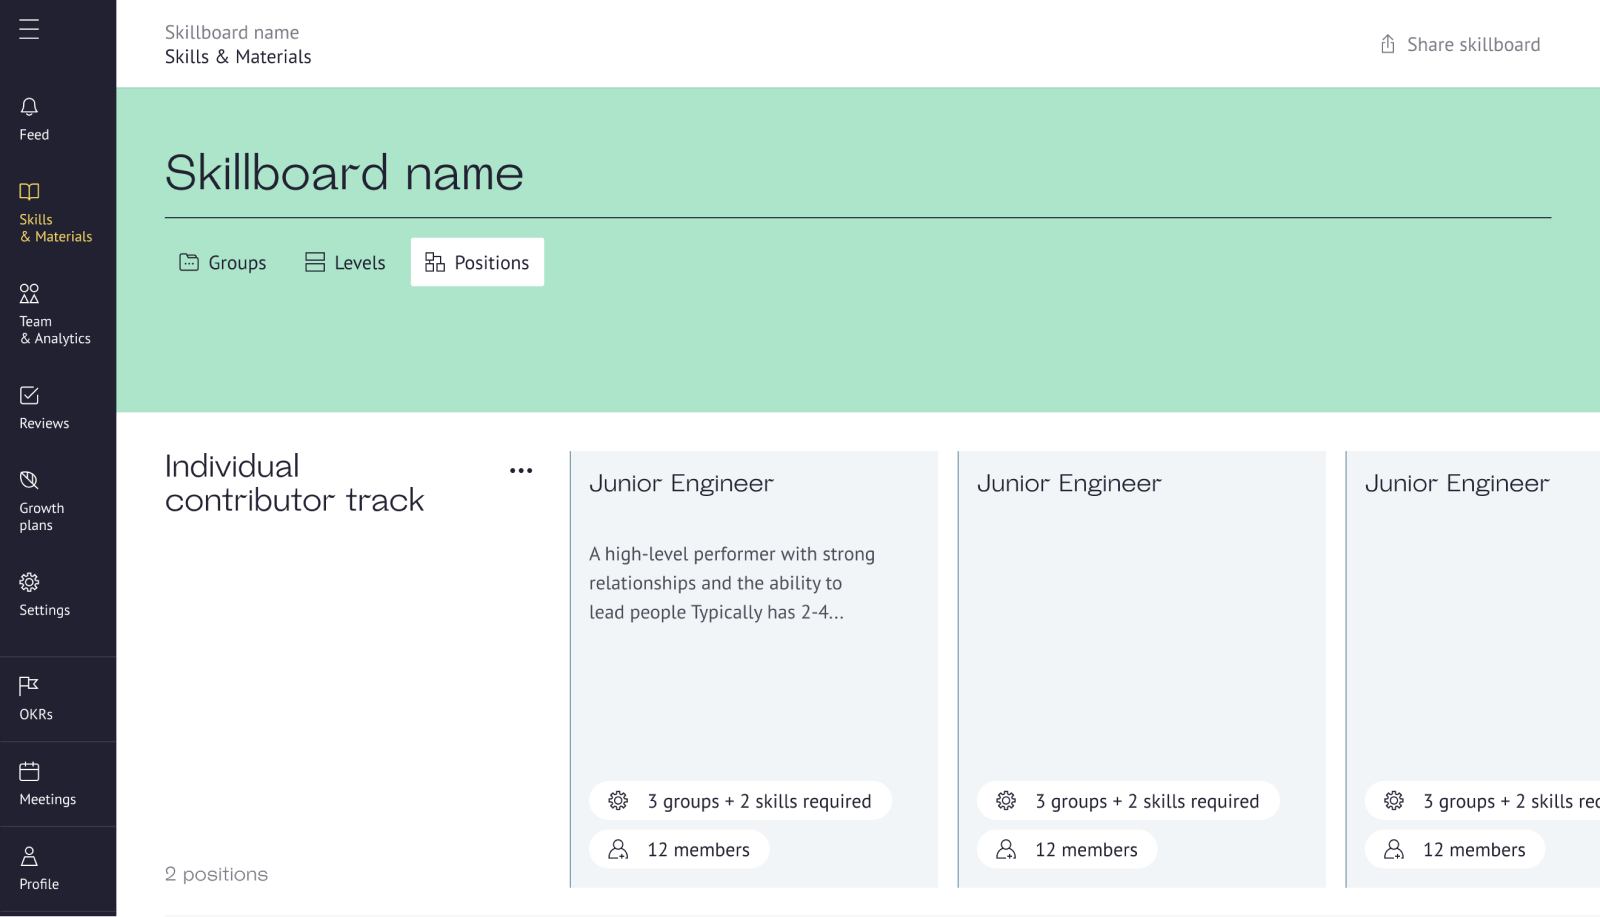 Feed
Skills
& Materials
Team
& Analytics
Reviews
Growth
plans
Settings
OKRs
Meetings
Profile
Skillboard name
Skills & Materials
Share skillboard
Skillboard name
Groups
Levels
Positions
Individual
contributor track
2 positions
Junior Engineer
A high-level performer with strong
relationships and the ability to
lead people Typically has 2-4...
3 groups + 2 skills required
12 members
Junior Engineer
3 groups + 2 skills required
12 members
Junior Engineer
3 groups + 2 skills
12 members